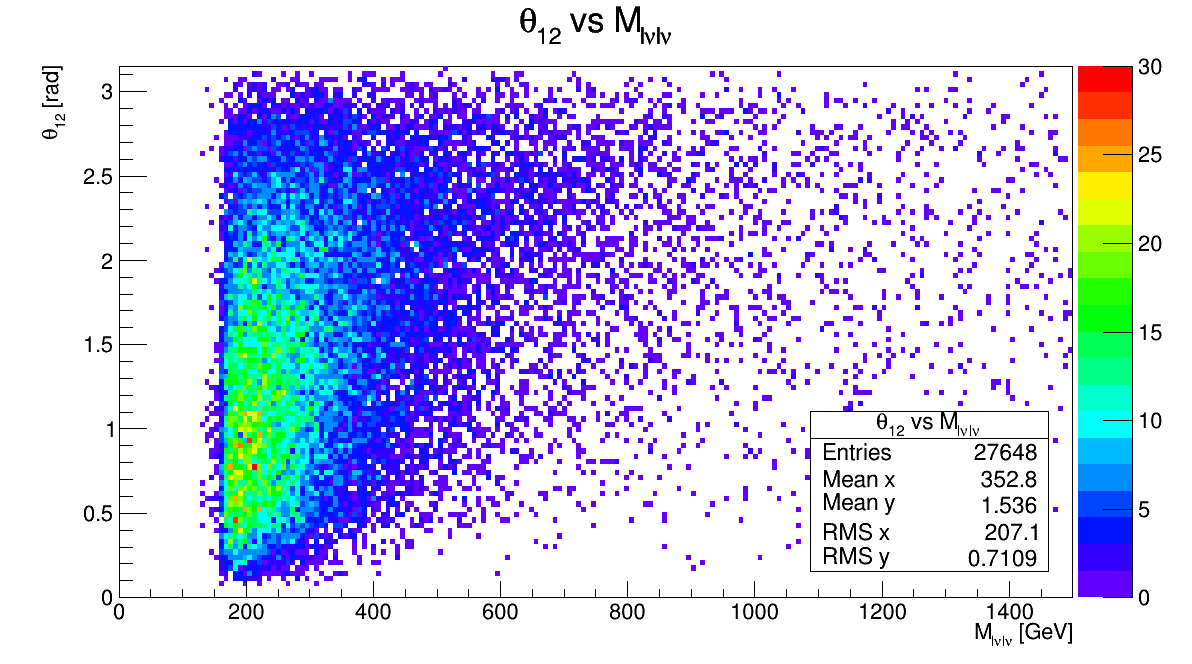 θ12 vs Mlνlν
θ12 [rad]
3
2.5
2
1.5
1
0.5
0
0 200 400 600 800 1000 1200 1400
Mlνlν [GeV]
30
25
20
15
10
5
0
θ12 vs Mlνlν
Entries 27648
Mean x 352.8
Mean y 1.536
RMS x 207.1
RMS y 0.7109